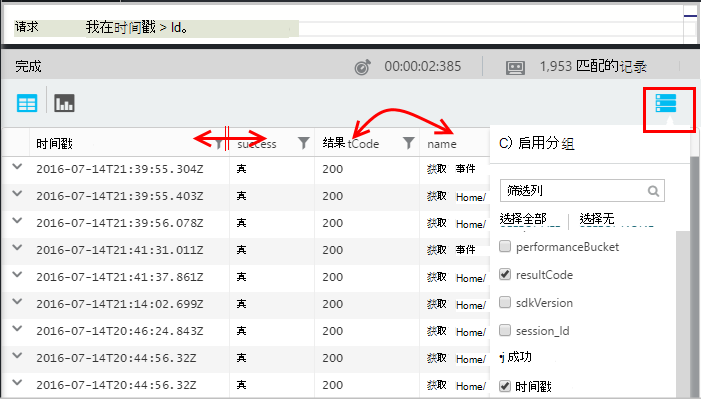 请求 我在时间戳 > Id。
完成 00:00:02:385 1,953 匹配的记录
时间戳 success 结果 tCode name
2016-07-14T21:39:55.304Z 真 200 获取 事件
2016-07-14T21:39:55.403Z 真 200 获取 Home/
2016-07-14T21:39:56.078Z 真 200 获取 Home/
2016-07-14T21:41:31.011Z 真 200 获取 事件
2016-07-14T21:41:37.861Z 真 200 获取 Home/
2016-07-14T21:14:02.699Z 真 200 获取 Home/
2016-07-14T20:46:24.843Z 真 200 获取 Home/
2016-07-14T20:44:56.32Z 真 200 获取 Home/
2016-07-14T20:44:56.32Z 真 200 获取 Home/
C) 启用分组
筛选列
选择全部 选择无
performanceBucket
resultCode
sdkVersion
session_Id
成功
时间戳